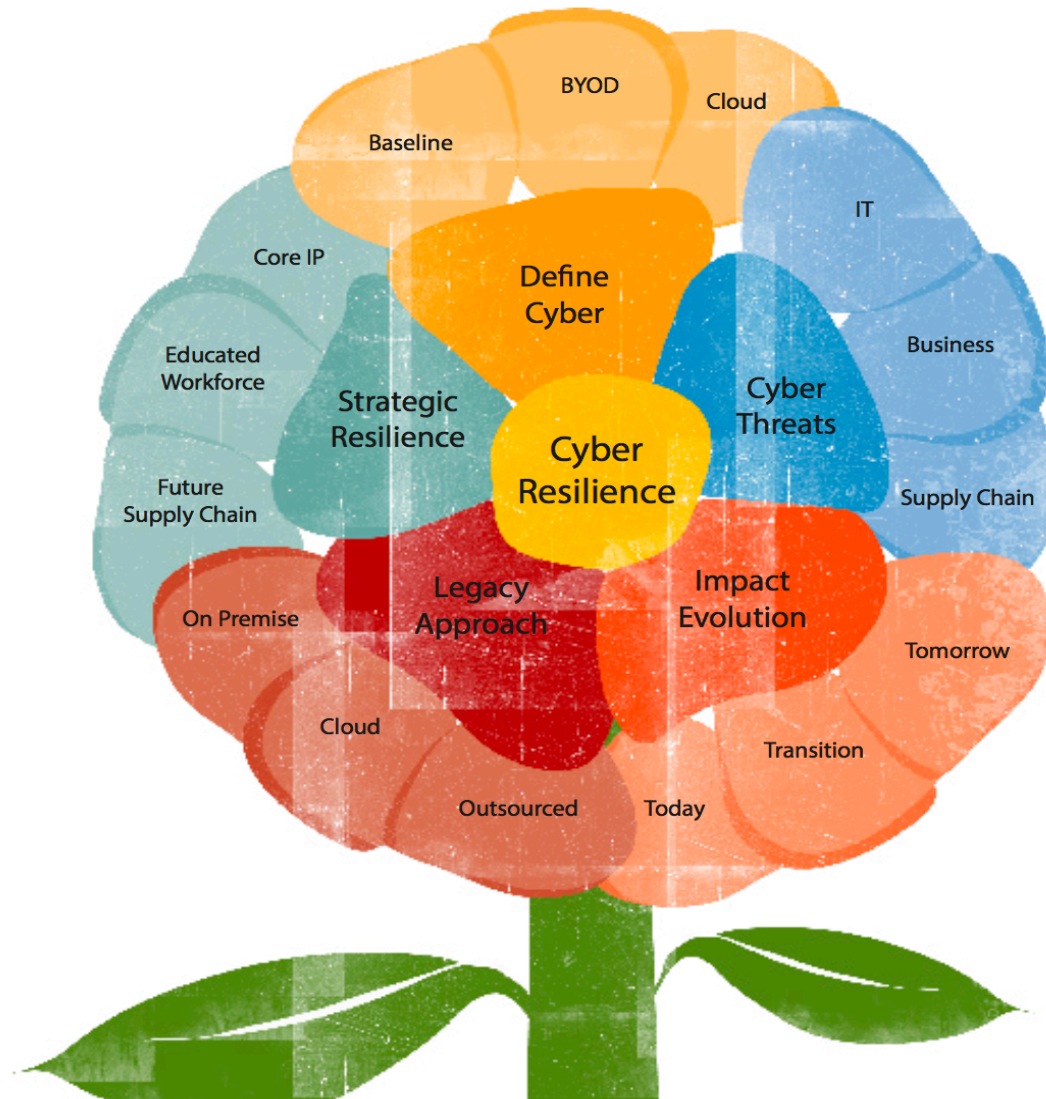 BYOD
Cloud
Baseline
IT
Core IP
Define
Cyber
Business
Educated
Workforce
Strategic
Resilience
Cyber
Threats
Cyber
Resilience
Future
Supply Chain
Supply Chain
Legacy
Approach
Impact
Evolution
On Premise
Tomorrow
Cloud
Transition
Outsourced
Today